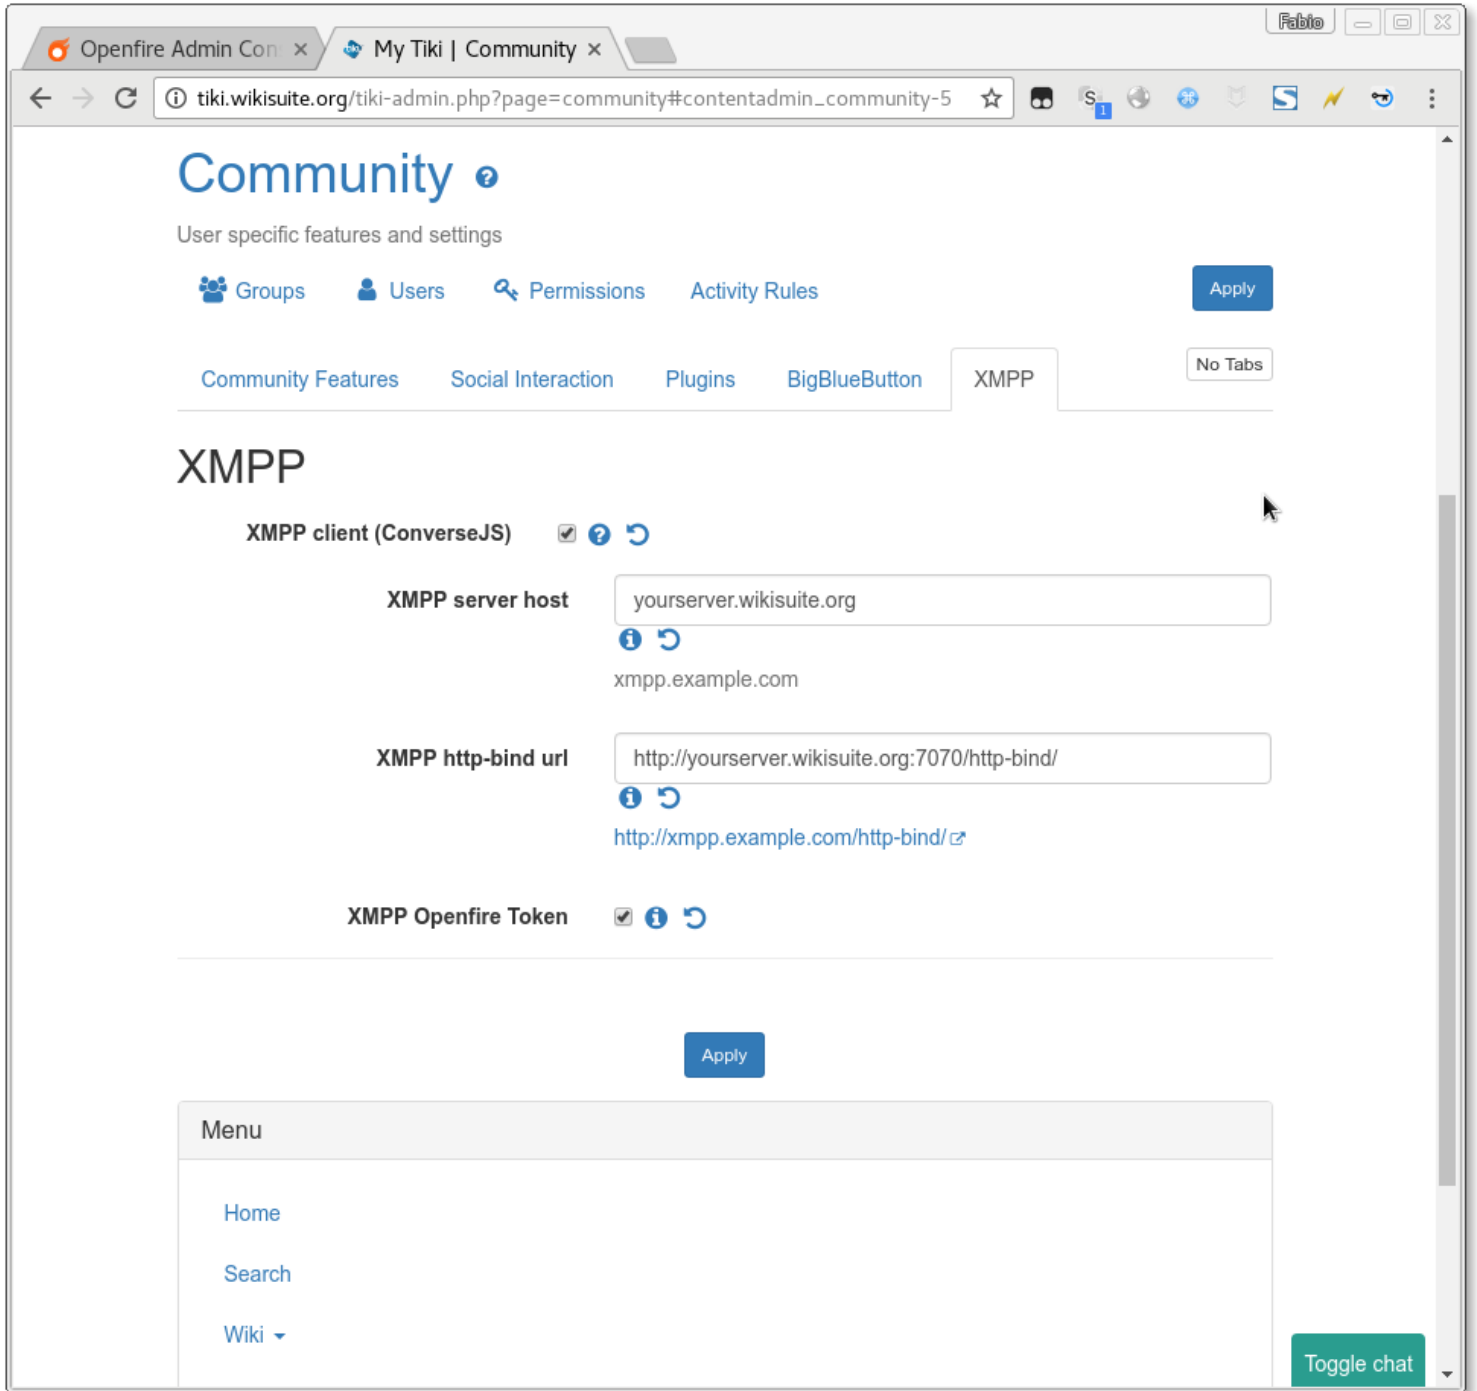 Fabio
Openfire Admin Con
My Tiki | Community
tiki.wikisuite.org/tiki-admin.php?page=community#contentadmin_community-5
S
1
S
Community
User specific features and settings
Groups Users Permissions Activity Rules Apply
Community Features Social Interaction Plugins BigBlueButton XMPP No Tabs
XMPP
XMPP client (ConverseJS)
XMPP server host yourserver.wikisuite.org
xmpp.example.com
XMPP http-bind url http://yourserver.wikisuite.org:7070/http-bind/
http://xmpp.example.com/http-bind/
XMPP Openfire Token
Apply
Menu
Home
Search
Wiki
Toggle chat